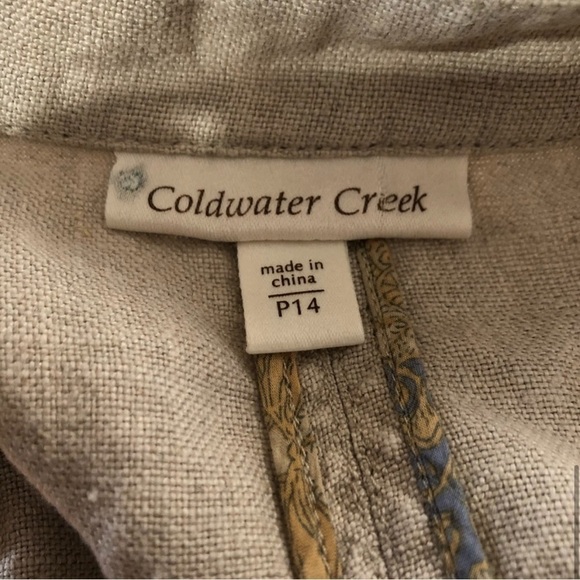 Coldwater Creek
made in
china
P14